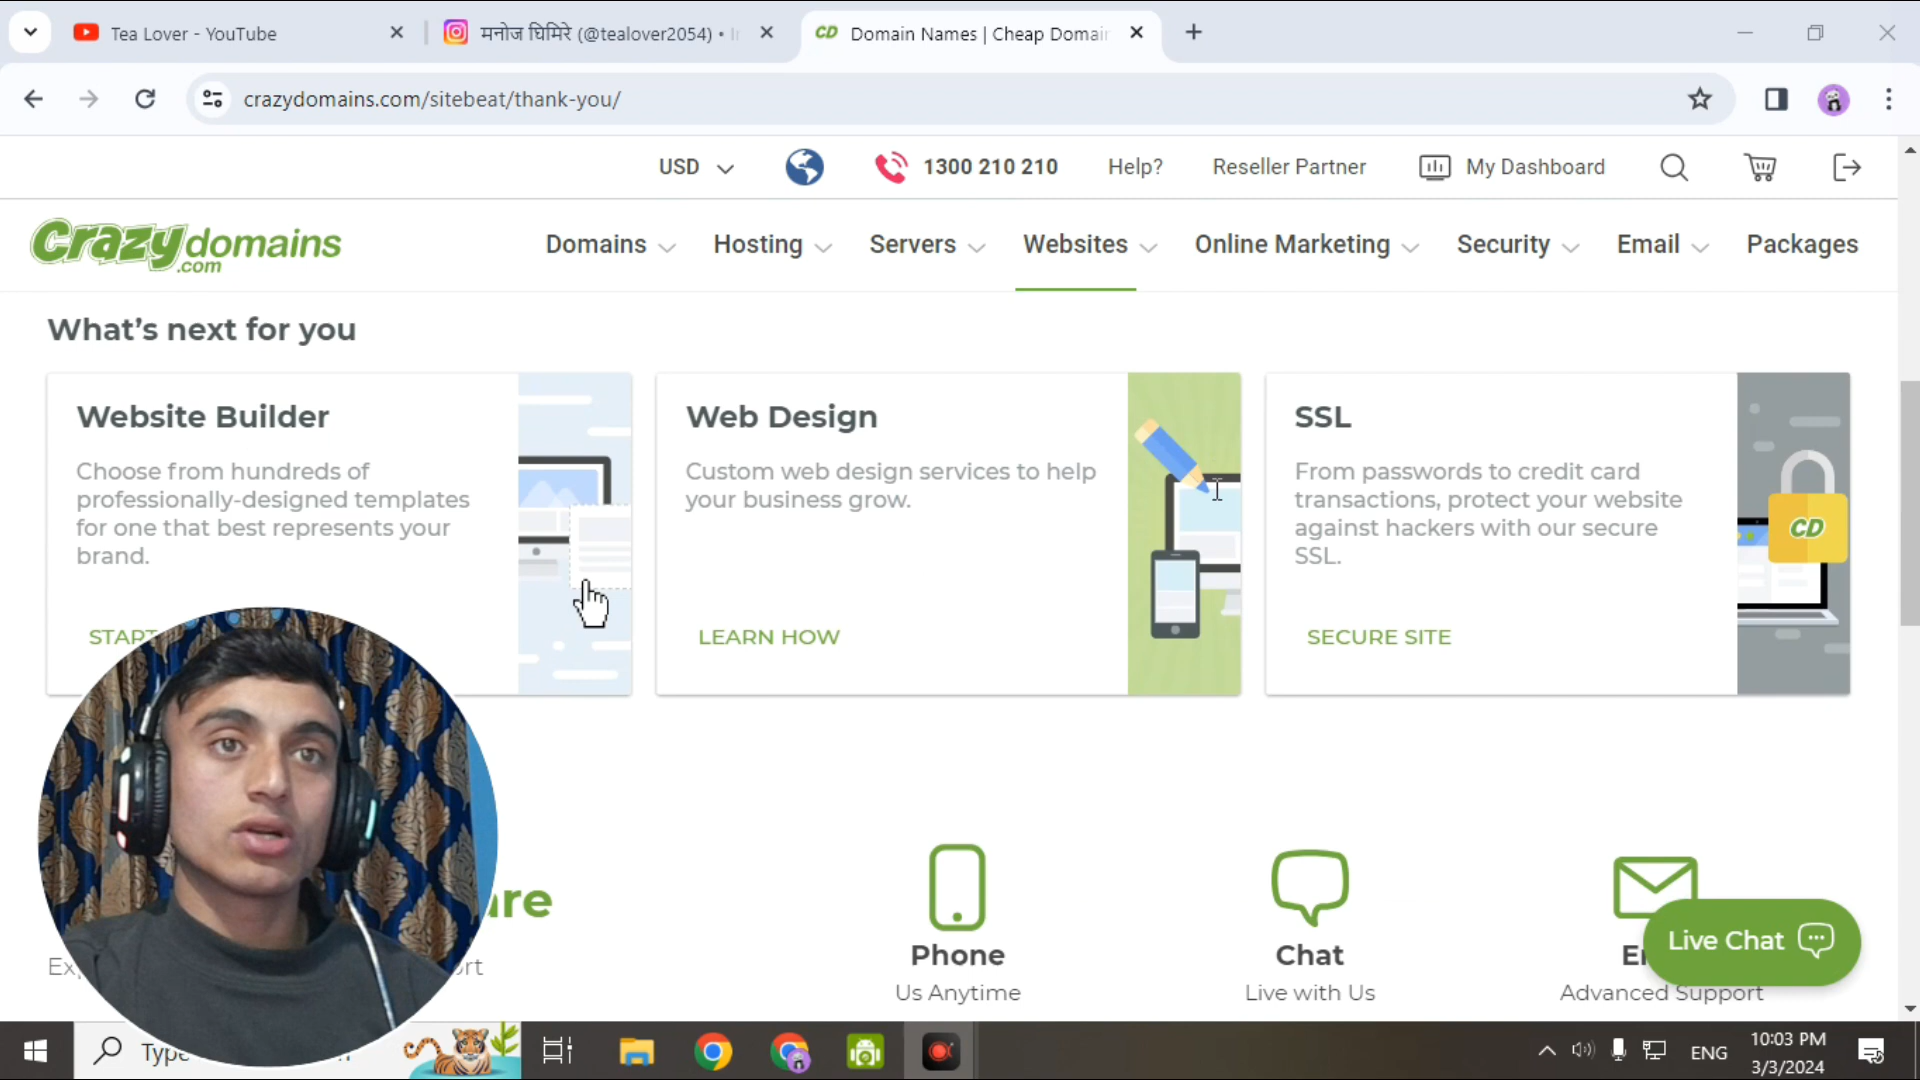 Tea Lover - YouTube
मनोज घिमिरे (@tealover2054) •
Domain Names | Cheap Domai
crazydomains.com/sitebeat/thank-you/
USD
1300 210 210
Help?
Reseller Partner
My Dashboard
Crazydomains
.com
Domains
Hosting
Servers
Websites
Online Marketing
Security
Email
Packages
What's next for you
Website Builder
Choose from hundreds of
professionally-designed templates
for one that best represents your
brand.
START
Web Design
Custom web design services to help
your business grow.
LEARN HOW
SSL
From passwords to credit card
transactions, protect your website
against hackers with our secure
SSL.
SECURE SITE
CD
Phone
Us Anytime
Chat
Live with Us
Advanced Support
Live Chat
Type
ENG
10:03 PM
3/3/2024